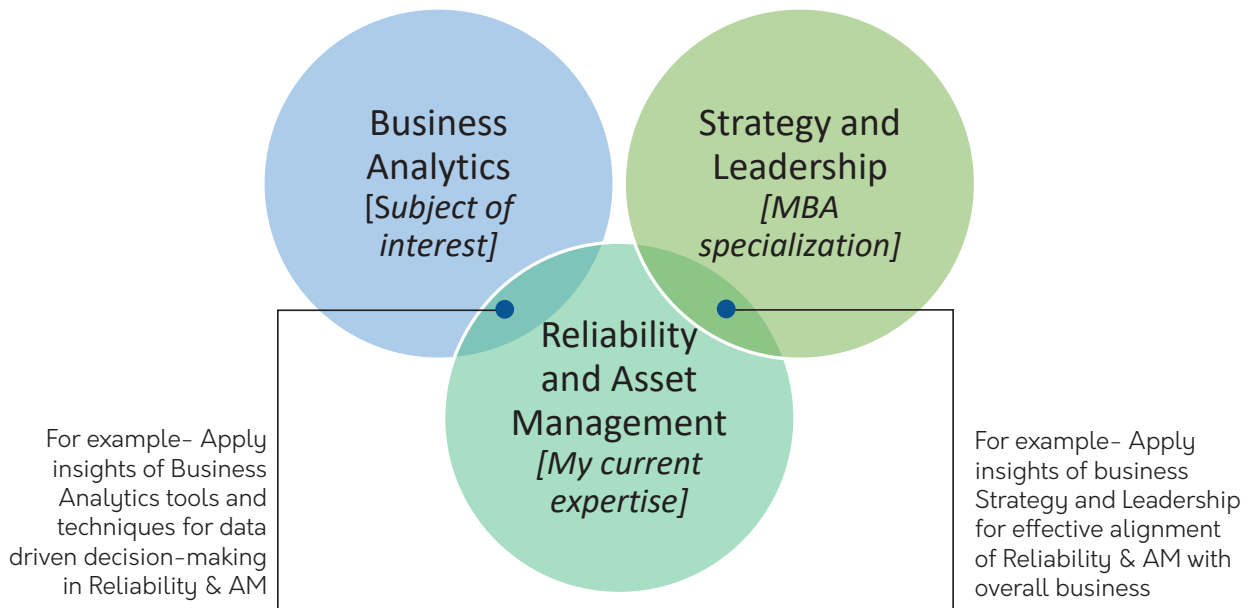 Business
Analytics
[Subject of
interest]
Strategy and
Leadership
[MBA
specialization]
Reliability
and Asset
Management
[My current
expertise]
For example- Apply
insights of Business
Analytics tools and
techniques for data
driven decision-making
in Reliability & AM
For example- Apply
insights of business
Strategy and Leadership
for effective alignment
of Reliability & AM with
overall business